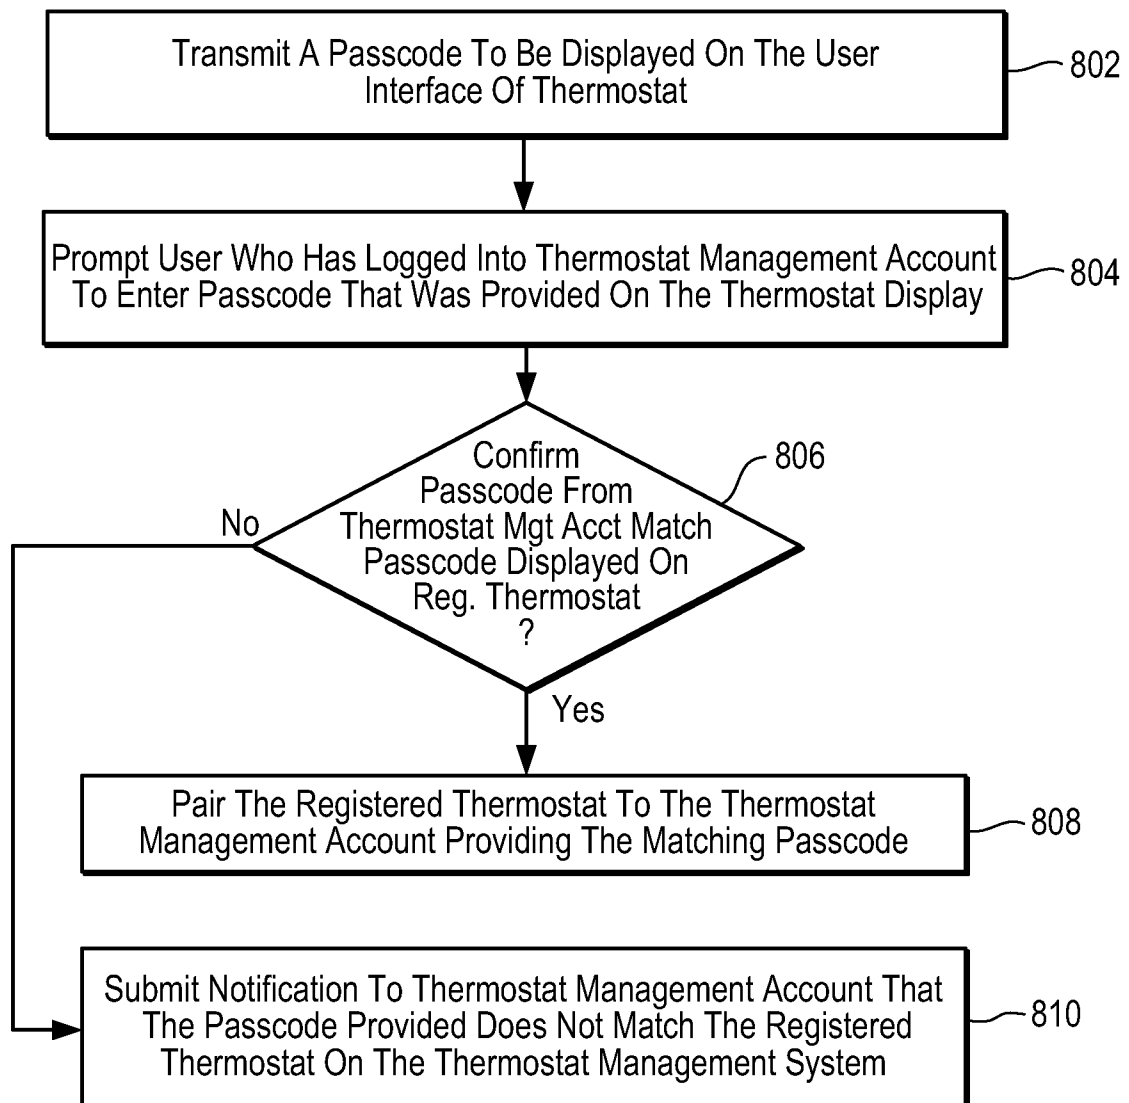 Transmit A Passcode To Be Displayed On The User
Interface Of Thermostat
802
Prompt User Who Has Logged Into Thermostat Management Account
To Enter Passcode That Was Provided On The Thermostat Display
804
Confirm
Passcode From
Thermostat Mgt Acct Match
Passcode Displayed On
Reg. Thermostat
?
806
No
Yes
Pair The Registered Thermostat To The Thermostat
Management Account Providing The Matching Passcode
808
Submit Notification To Thermostat Management Account That
The Passcode Provided Does Not Match The Registered
Thermostat On The Thermostat Management System
810